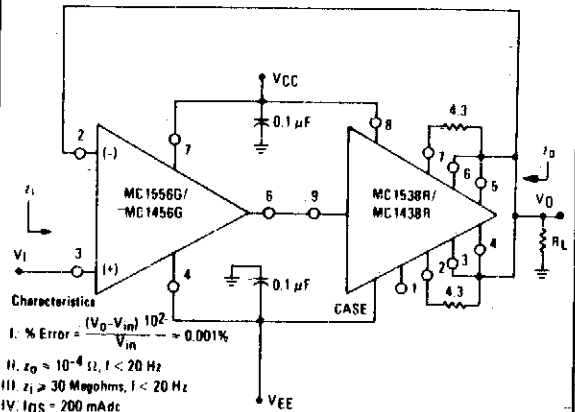 VCC
0.1 µF
4.3
2
(-)
7
8
7
6
5
zo
MC1556G/
MC1456G
6
9
MC1538R/
MC1438R
VO
RL
zi
VI
3
(+)
4
0.1 µF
CASE
1
2
3
4
4.3
VEE
Characteristics
I. % Error = (Vo-Vin) 10² / Vin = 0.001%
II. zo ≈ 10⁻⁴ Ω, f < 20 Hz
III. zi ≥ 30 Megohms, f < 20 Hz
IV. IOS = 200 mAdc